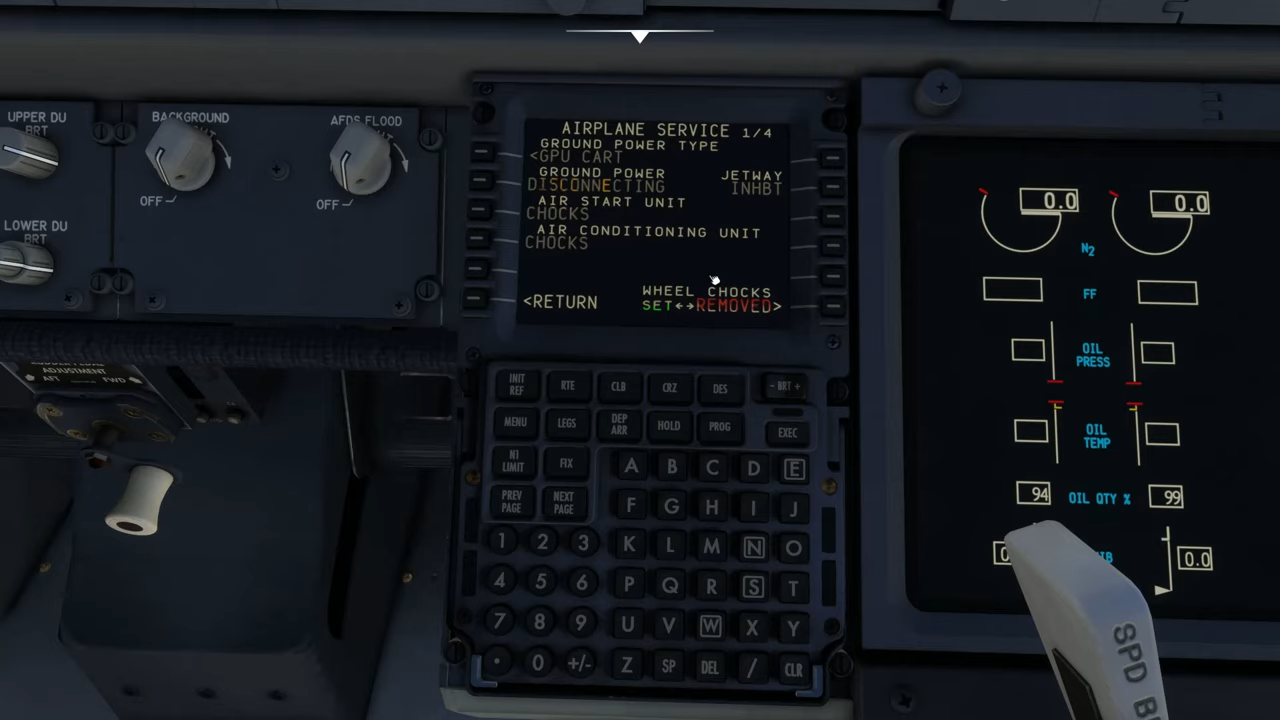 UPPER DU
BRT
BACKGROUND
OFF
AFDS FLOOD
OFF
LOWER DU
BRT
ADJUSTMENT
AFT
FWD
AIRPLANE SERVICE 1/4
GROUND POWER TYPE
<GPU CART
GROUND POWER JETWAY
DISCONNECTING INHBT
AIR START UNIT
CHOCKS
AIR CONDITIONING UNIT
CHOCKS
WHEEL CHOCKS
<RETURN SET←→REMOVED>
INIT REF
RTE
CLB
CRZ
DES
- BRT +
MENU
LEGS
DEP ARR
HOLD
PROG
EXEC
N1 LIMIT
FIX
A B C D E
PREV PAGE
NEXT PAGE
F G H I J
1 2 3 K L M N O
4 5 6 P Q R S T
7 8 9 U V W X Y
. 0 +/- Z SP DEL / CLR
0.0 0.0
N2
FF
OIL PRESS
OIL TEMP
94 OIL QTY % 99
0.0
SPD B